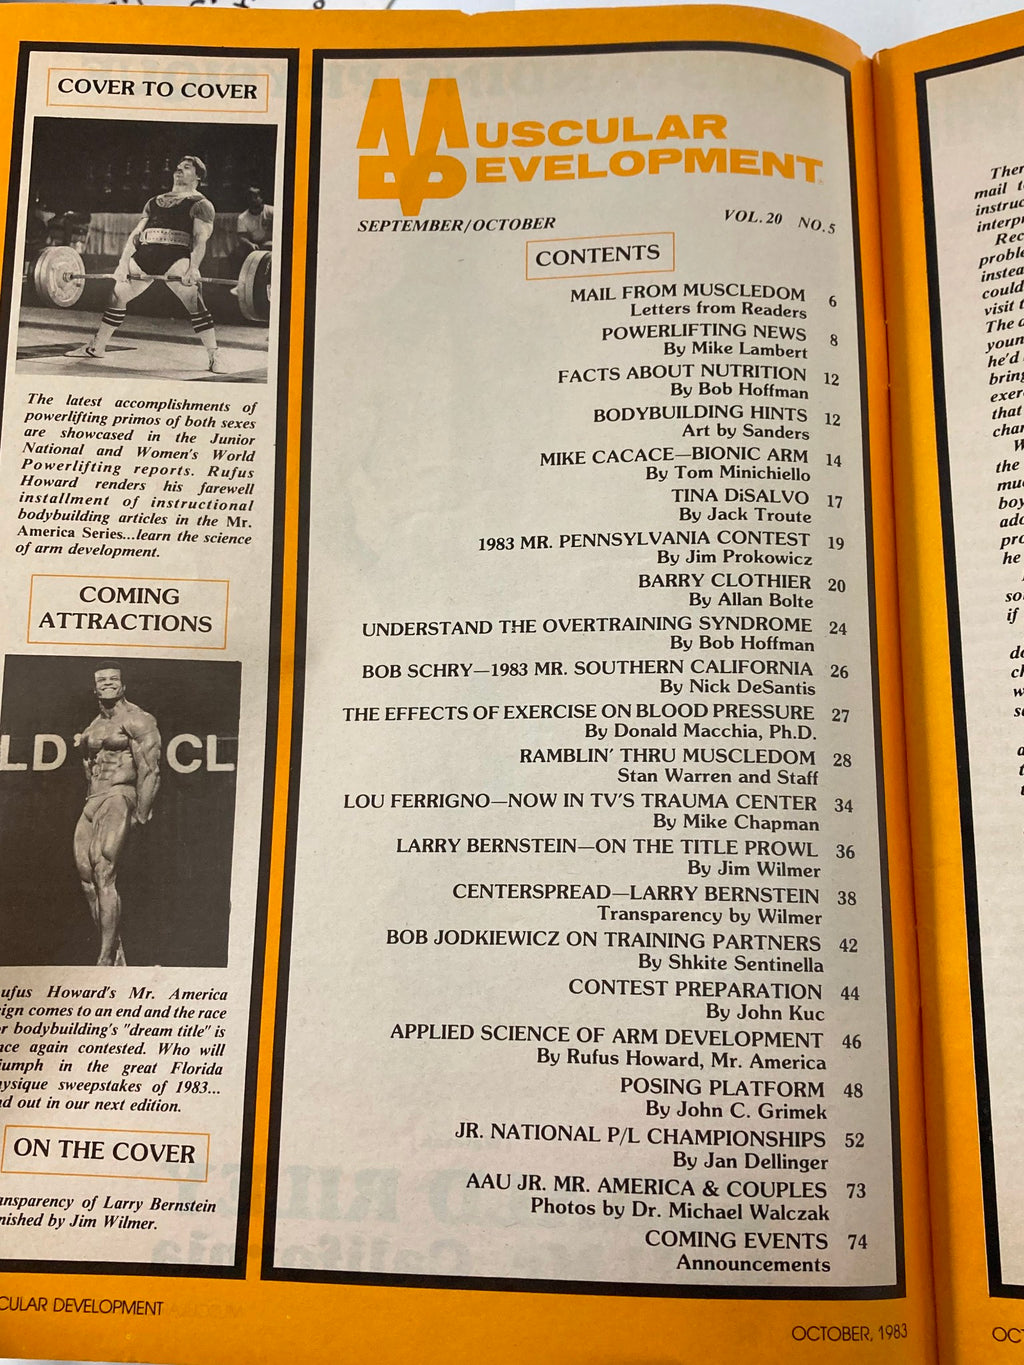 COVER TO COVER
The latest accomplishments of
powerlifting primos of both sexes
are showcased in the Junior
National and Women's World
Powerlifting reports. Rufus
Howard renders his farewell
installment of instructional
bodybuilding articles in the Mr.
America Series...learn the science
of arm development.
COMING
ATTRACTIONS
LD' CL
Howard's Mr. America
comes to an end and the race
bodybuilding's "dream title" is
again contested. Who will
in the great Florida
sweepstakes of 1983...
out in our next edition.
ON THE COVER
of Larry Bernstein
by Jim Wilmer.
DEVELOPMENT
MUSCULAR
DEVELOPMENT
SEPTEMBER/OCTOBER VOL. 20 NO. 5
CONTENTS
MAIL FROM MUSCLEDOM 6
Letters from Readers
POWERLIFTING NEWS 8
By Mike Lambert
FACTS ABOUT NUTRITION 12
By Bob Hoffman
BODYBUILDING HINTS 12
Art by Sanders
MIKE CACACE—BIONIC ARM 14
By Tom Minichiello
TINA DiSALVO 17
By Jack Troute
1983 MR. PENNSYLVANIA CONTEST 19
By Jim Prokowicz
BARRY CLOTHIER 20
By Allan Bolte
UNDERSTAND THE OVERTRAINING SYNDROME 24
By Bob Hoffman
BOB SCHRY—1983 MR. SOUTHERN CALIFORNIA 26
By Nick DeSantis
THE EFFECTS OF EXERCISE ON BLOOD PRESSURE 27
By Donald Macchia, Ph.D.
RAMBLIN' THRU MUSCLEDOM 28
Stan Warren and Staff
LOU FERRIGNO—NOW IN TV'S TRAUMA CENTER 34
By Mike Chapman
LARRY BERNSTEIN—ON THE TITLE PROWL 36
By Jim Wilmer
CENTERSPREAD—LARRY BERNSTEIN 38
Transparency by Wilmer
BOB JODKIEWICZ ON TRAINING PARTNERS 42
By Shkite Sentinella
CONTEST PREPARATION 44
By John Kuc
APPLIED SCIENCE OF ARM DEVELOPMENT 46
By Rufus Howard, Mr. America
POSING PLATFORM 48
By John C. Grimek
JR. NATIONAL P/L CHAMPIONSHIPS 52
By Jan Dellinger
AAU JR. MR. AMERICA & COUPLES 73
Photos by Dr. Michael Walczak
COMING EVENTS 74
Announcements
OCTOBER, 1983